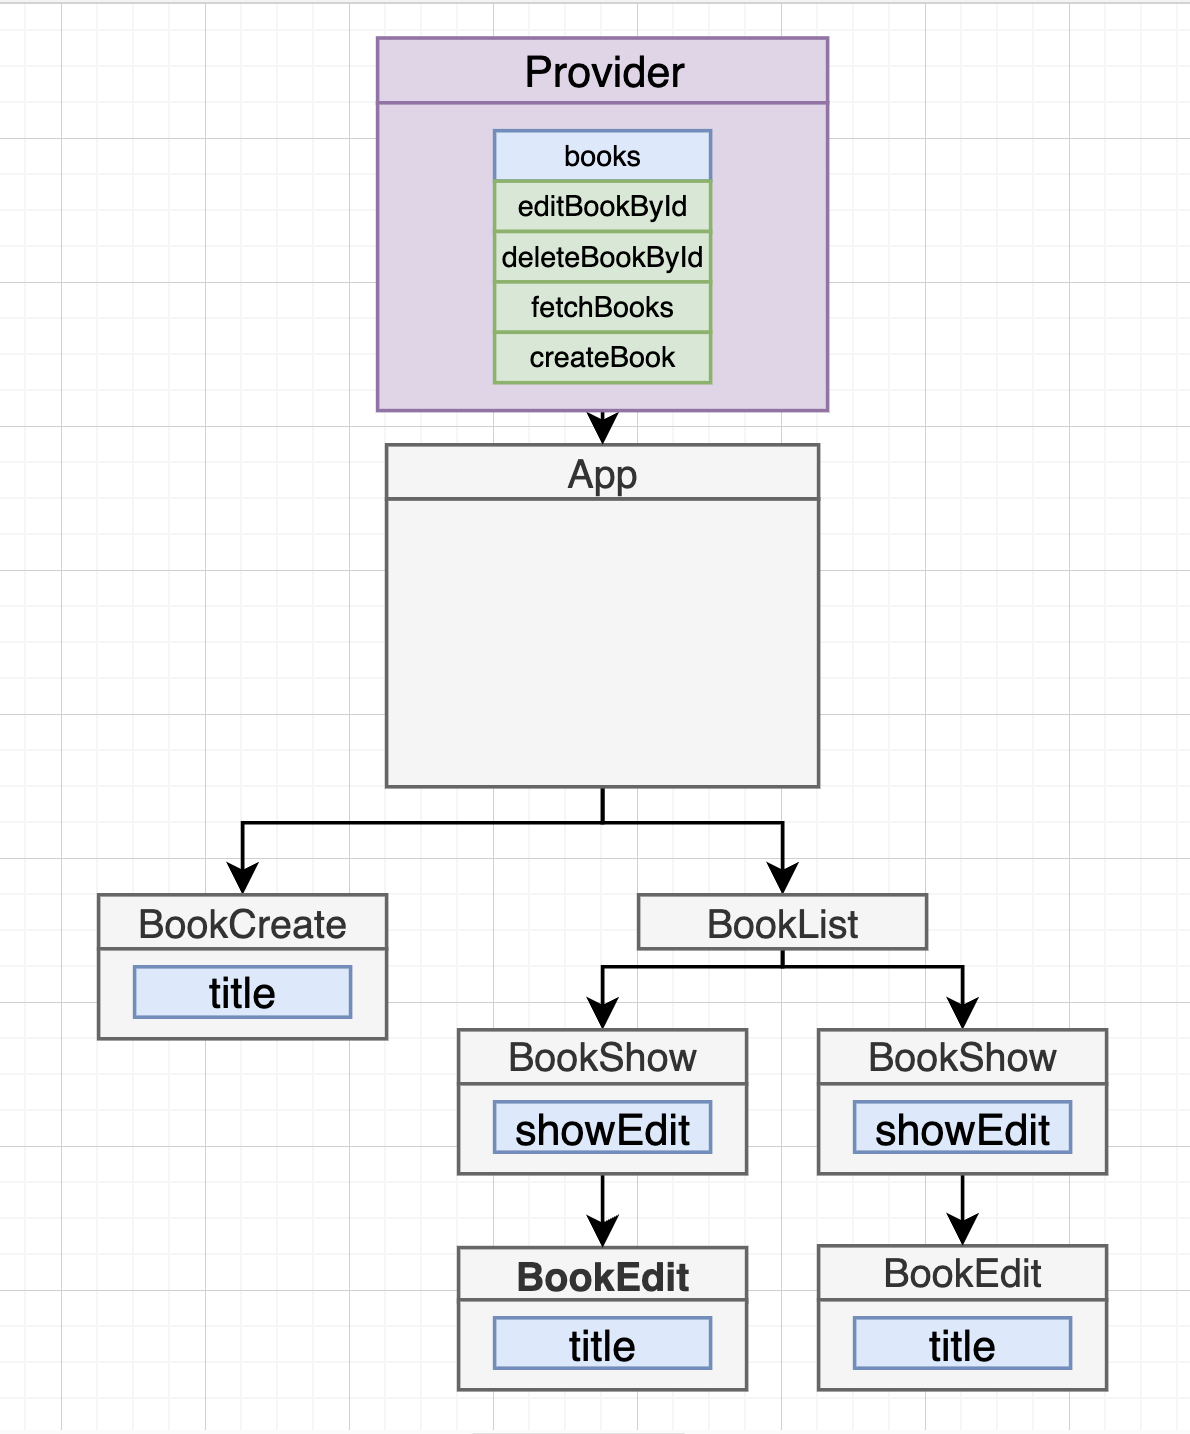 Provider
books
editBookById
deleteBookById
fetchBooks
createBook
App
BookCreate
title
BookList
BookShow
showEdit
BookShow
showEdit
BookEdit
title
BookEdit
title